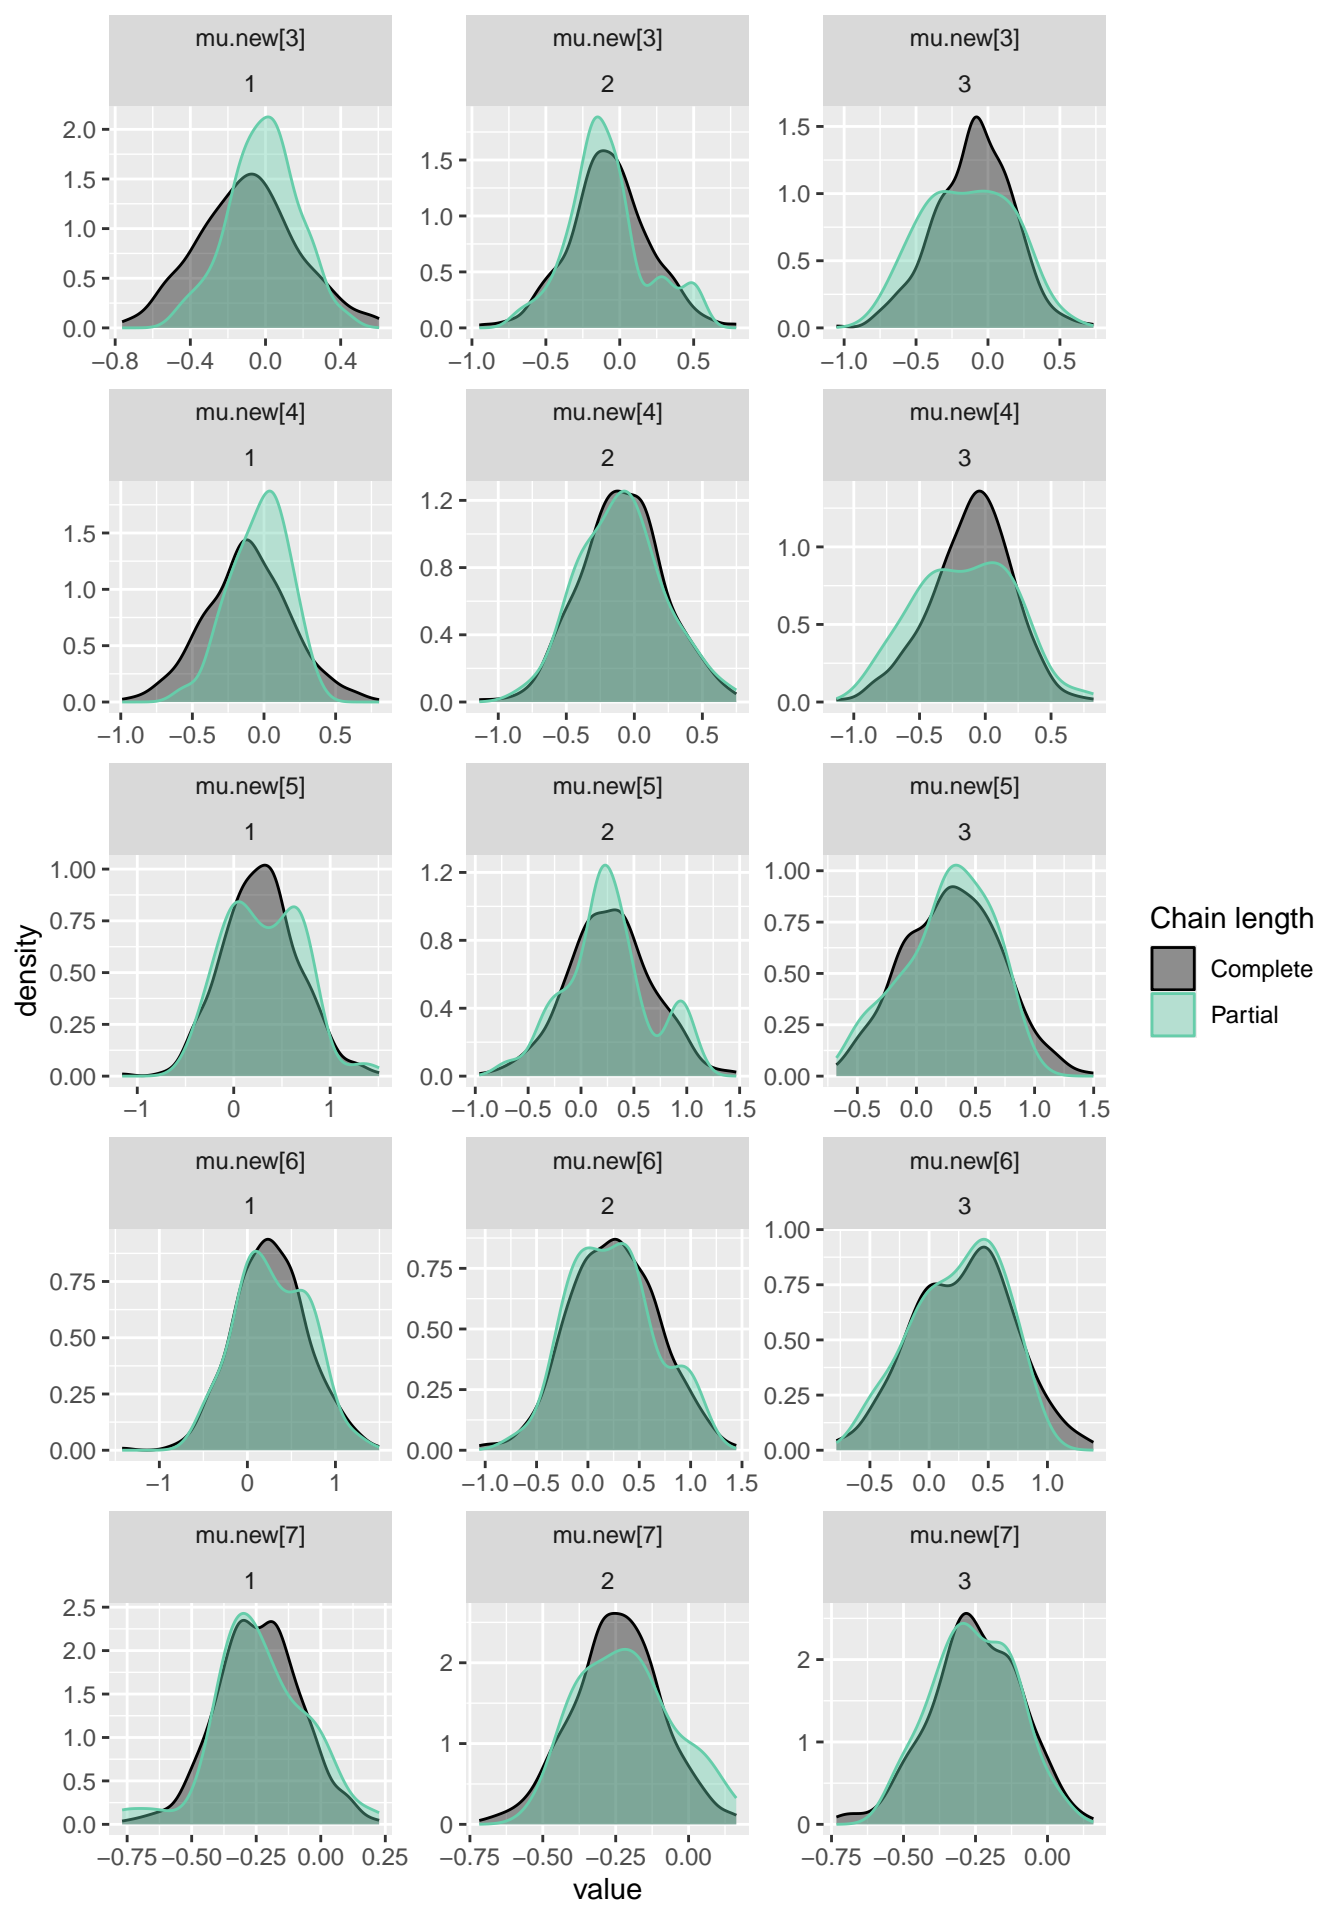 mu.new[3] mu.new[3] mu.new[3]
1 2 3
2.0
1.5
1.0
0.5
0.0
−0.8 −0.4 0.0 0.4
1.5
1.0
0.5
0.0
−1.0 −0.5 0.0 0.5
1.5
1.0
0.5
0.0
−1.0 −0.5 0.0 0.5
mu.new[4] mu.new[4] mu.new[4]
1 2 3
1.5
1.0
0.5
0.0
−1.0 −0.5 0.0 0.5
1.2
0.8
0.4
0.0
−1.0 −0.5 0.0 0.5
1.0
0.5
0.0
−1.0 −0.5 0.0 0.5
mu.new[5] mu.new[5] mu.new[5]
1 2 3
1.00
0.75
0.50
0.25
0.00
−1 0 1
1.2
0.8
0.4
0.0
−1.0 −0.5 0.0 0.5 1.0 1.5
1.00
0.75
0.50
0.25
0.00
−0.5 0.0 0.5 1.0 1.5
mu.new[6] mu.new[6] mu.new[6]
1 2 3
0.75
0.50
0.25
0.00
−1 0 1
0.75
0.50
0.25
0.00
−1.0 −0.5 0.0 0.5 1.0 1.5
1.00
0.75
0.50
0.25
0.00
−0.5 0.0 0.5 1.0
mu.new[7] mu.new[7] mu.new[7]
1 2 3
2.5
2.0
1.5
1.0
0.5
0.0
−0.75 −0.50 −0.25 0.00 0.25
2
1
0
−0.75 −0.50 −0.25 0.00
2
1
0
−0.75 −0.50 −0.25 0.00
value
density
Chain length
Complete
Partial